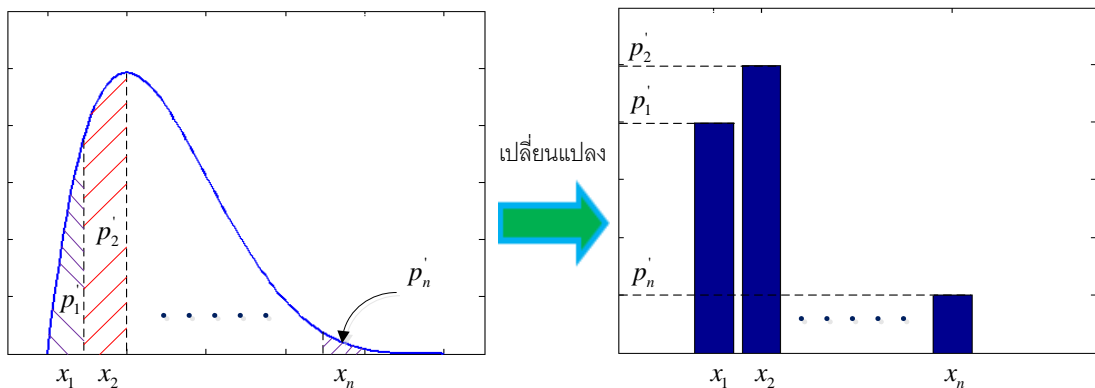 p'₁
p'₂
p'ₙ
x₁ x₂ xₙ
เปลี่ยนแปลง
p'₂
p'₁
p'ₙ
x₁ x₂ xₙ